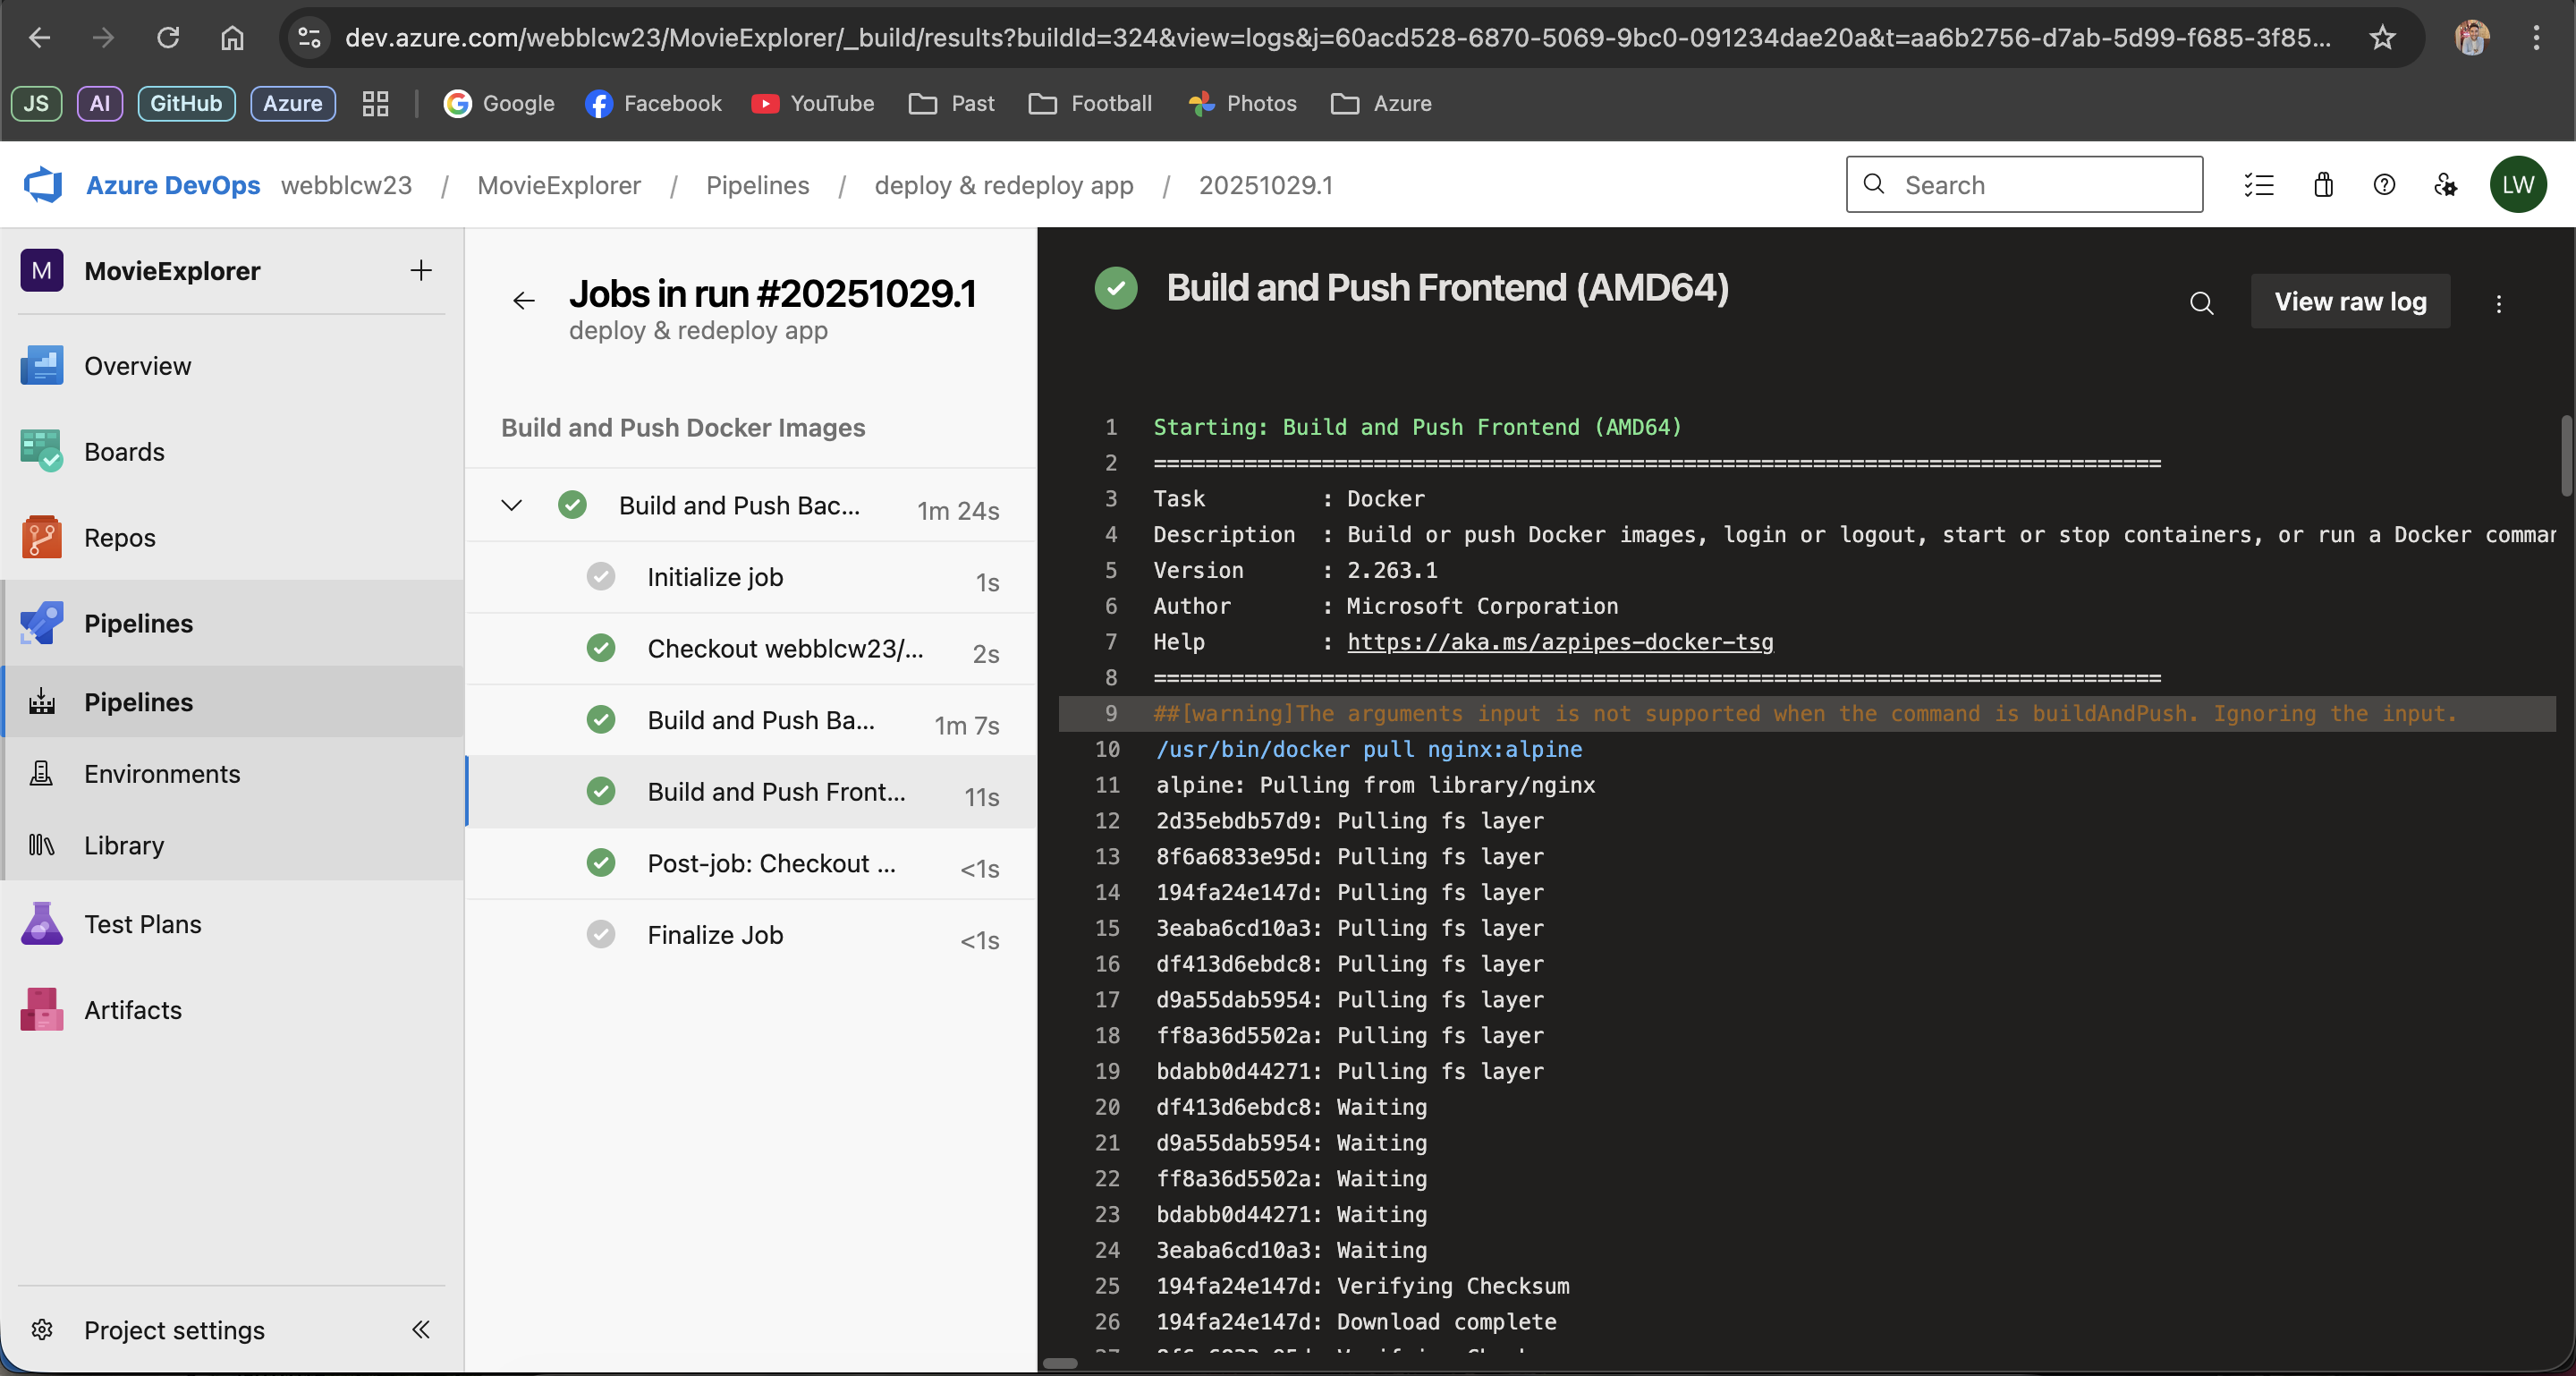 dev.azure.com/webblcw23/MovieExplorer/_build/results?buildId=324&view=logs&j=60acd528-6870-5069-9bc0-091234dae20a&t=aa6b2756-d7ab-5d99-f685-3f85...
JS AI GitHub Azure Google Facebook YouTube Past Football Photos Azure
Azure DevOps webblcw23 / MovieExplorer / Pipelines / deploy & redeploy app / 20251029.1 Search LW
M MovieExplorer
Overview
Boards
Repos
Pipelines
Pipelines
Environments
Library
Test Plans
Artifacts
Project settings
Jobs in run #20251029.1
deploy & redeploy app
Build and Push Docker Images
Build and Push Bac... 1m 24s
Initialize job 1s
Checkout webblcw23/... 2s
Build and Push Ba... 1m 7s
Build and Push Front... 11s
Post-job: Checkout ... <1s
Finalize Job <1s
Build and Push Frontend (AMD64)
View raw log
1 Starting: Build and Push Frontend (AMD64)
2 ==============================================================================
3 Task : Docker
4 Description : Build or push Docker images, login or logout, start or stop containers, or run a Docker comman
5 Version : 2.263.1
6 Author : Microsoft Corporation
7 Help : https://aka.ms/azpipes-docker-tsg
8 ==============================================================================
9 ##[warning]The arguments input is not supported when the command is buildAndPush. Ignoring the input.
10 /usr/bin/docker pull nginx:alpine
11 alpine: Pulling from library/nginx
12 2d35ebdb57d9: Pulling fs layer
13 8f6a6833e95d: Pulling fs layer
14 194fa24e147d: Pulling fs layer
15 3eaba6cd10a3: Pulling fs layer
16 df413d6ebdc8: Pulling fs layer
17 d9a55dab5954: Pulling fs layer
18 ff8a36d5502a: Pulling fs layer
19 bdabb0d44271: Pulling fs layer
20 df413d6ebdc8: Waiting
21 d9a55dab5954: Waiting
22 ff8a36d5502a: Waiting
23 bdabb0d44271: Waiting
24 3eaba6cd10a3: Waiting
25 194fa24e147d: Verifying Checksum
26 194fa24e147d: Download complete